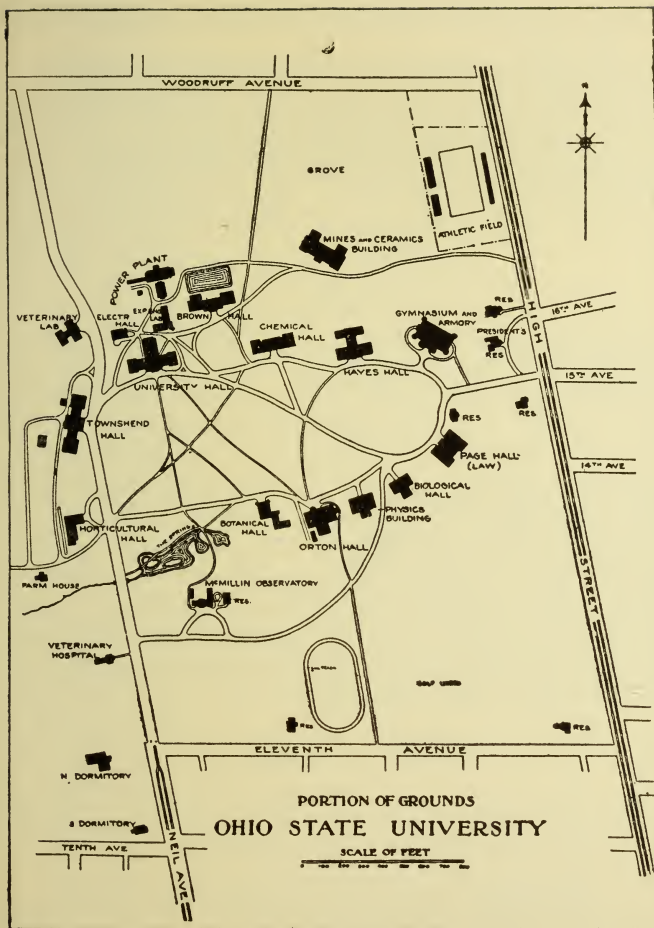 WOODRUFF AVENUE
N
GROVE
ATHLETIC FIELD
MINES AND CERAMICS
BUILDING
POWER PLANT
VETERINARY
LAB
ELECTR
HALL
LAB
BROWN HALL
CHEMICAL
HALL
GYMNASIUM AND
ARMORY
RES
HIGH
16TH AVE
PRESIDENT'S
RES
UNIVERSITY HALL
HAYES HALL
15TH AVE
TOWNSHEND
HALL
RES
RES
PAGE HALL
(LAW)
14TH AVE
BIOLOGICAL
HALL
PHYSICS
BUILDING
HORTICULTURAL
HALL
THE SPRING
BOTANICAL
HALL
ORTON HALL
STREET
FARM HOUSE
McMILLIN OBSERVATORY
RES.
VETERINARY
HOSPITAL
RES
RES
ELEVENTH AVENUE
N. DORMITORY
S DORMITORY
TENTH AVE
NEIL AVE
PORTION OF GROUNDS
OHIO STATE UNIVERSITY
SCALE OF FEET